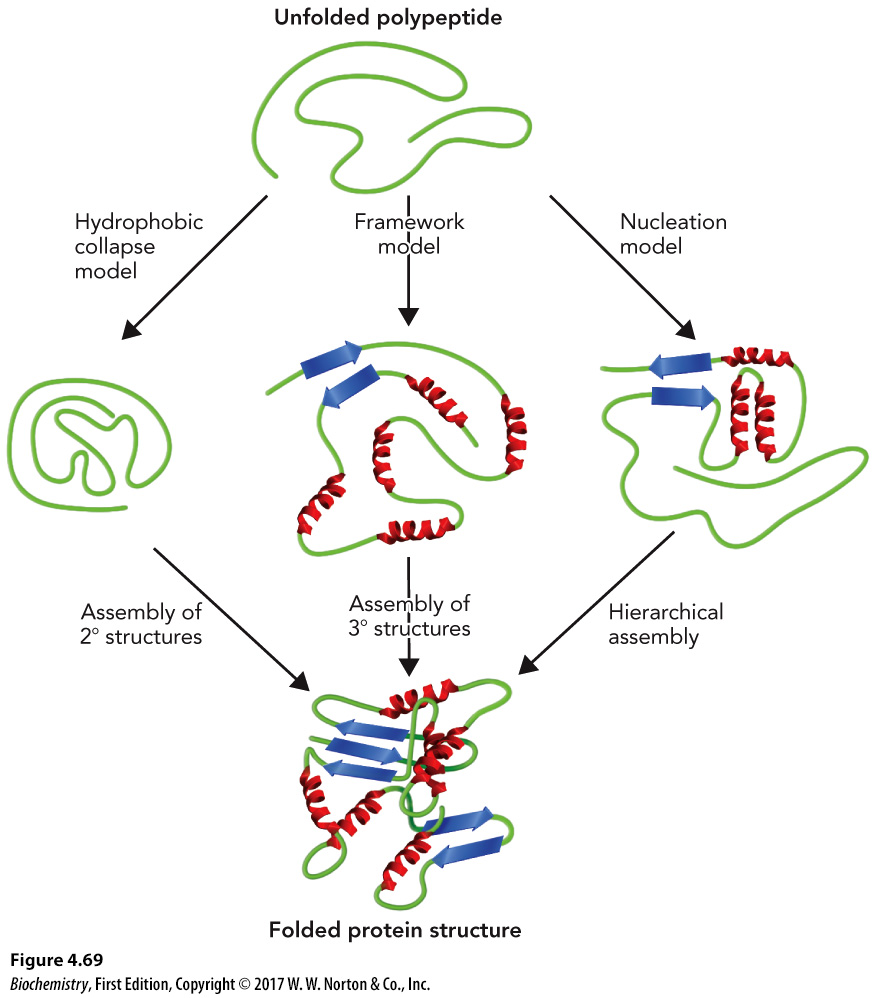 Unfolded polypeptide
Hydrophobic
collapse
model
Framework
model
Nucleation
model
Assembly of
2° structures
Assembly of
3° structures
Hierarchical
assembly
Folded protein structure
Figure 4.69
Biochemistry, First Edition, Copyright © 2017 W. W. Norton & Co., Inc.